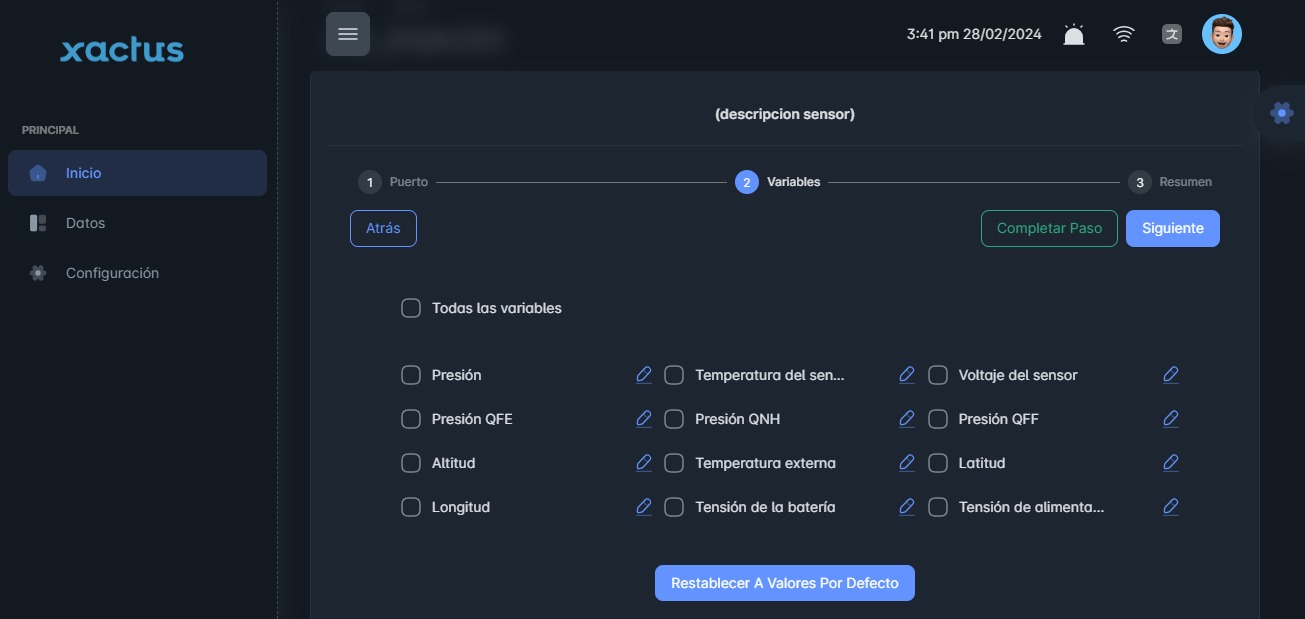 xactus
3:41 pm 28/02/2024
文
PRINCIPAL
Inicio
Datos
Configuración
(descripcion sensor)
1 Puerto
2 Variables
3 Resumen
Atrás
Completar Paso
Siguiente
Todas las variables
Presión
Temperatura del sen...
Voltaje del sensor
Presión QFE
Presión QNH
Presión QFF
Altitud
Temperatura externa
Latitud
Longitud
Tensión de la batería
Tensión de alimenta...
Restablecer A Valores Por Defecto